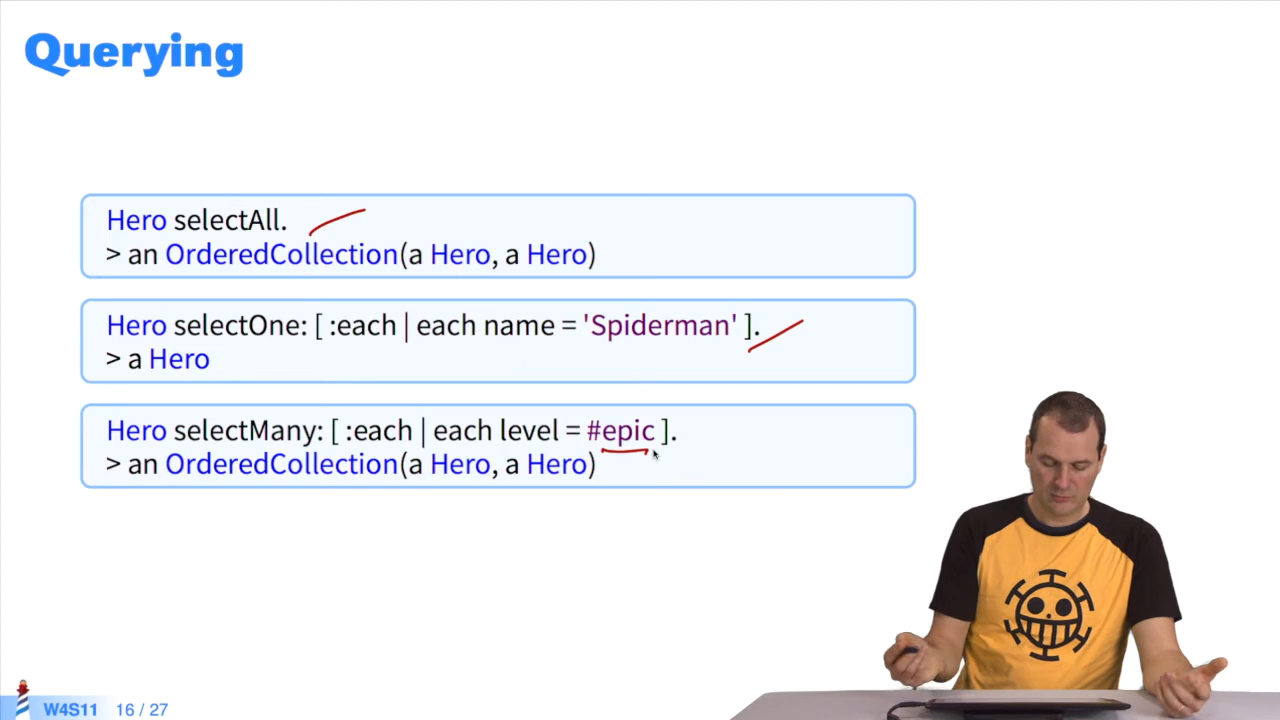 Querying
Hero selectAll.
> an OrderedCollection(a Hero, a Hero)
Hero selectOne: [ :each | each name = 'Spiderman' ].
> a Hero
Hero selectMany: [ :each | each level = #epic ].
> an OrderedCollection(a Hero, a Hero)
W4S11 16 / 27